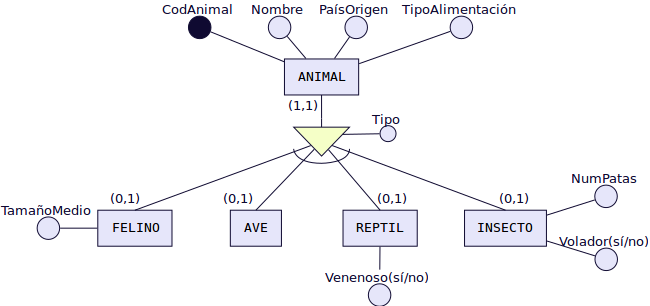 CodAnimal Nombre PaísOrigen TipoAlimentación
ANIMAL
(1,1)
Tipo
(0,1) (0,1) (0,1) (0,1)
NumPatas
TamañoMedio
FELINO AVE REPTIL INSECTO
Volador(sí/no)
Venenoso(sí/no)